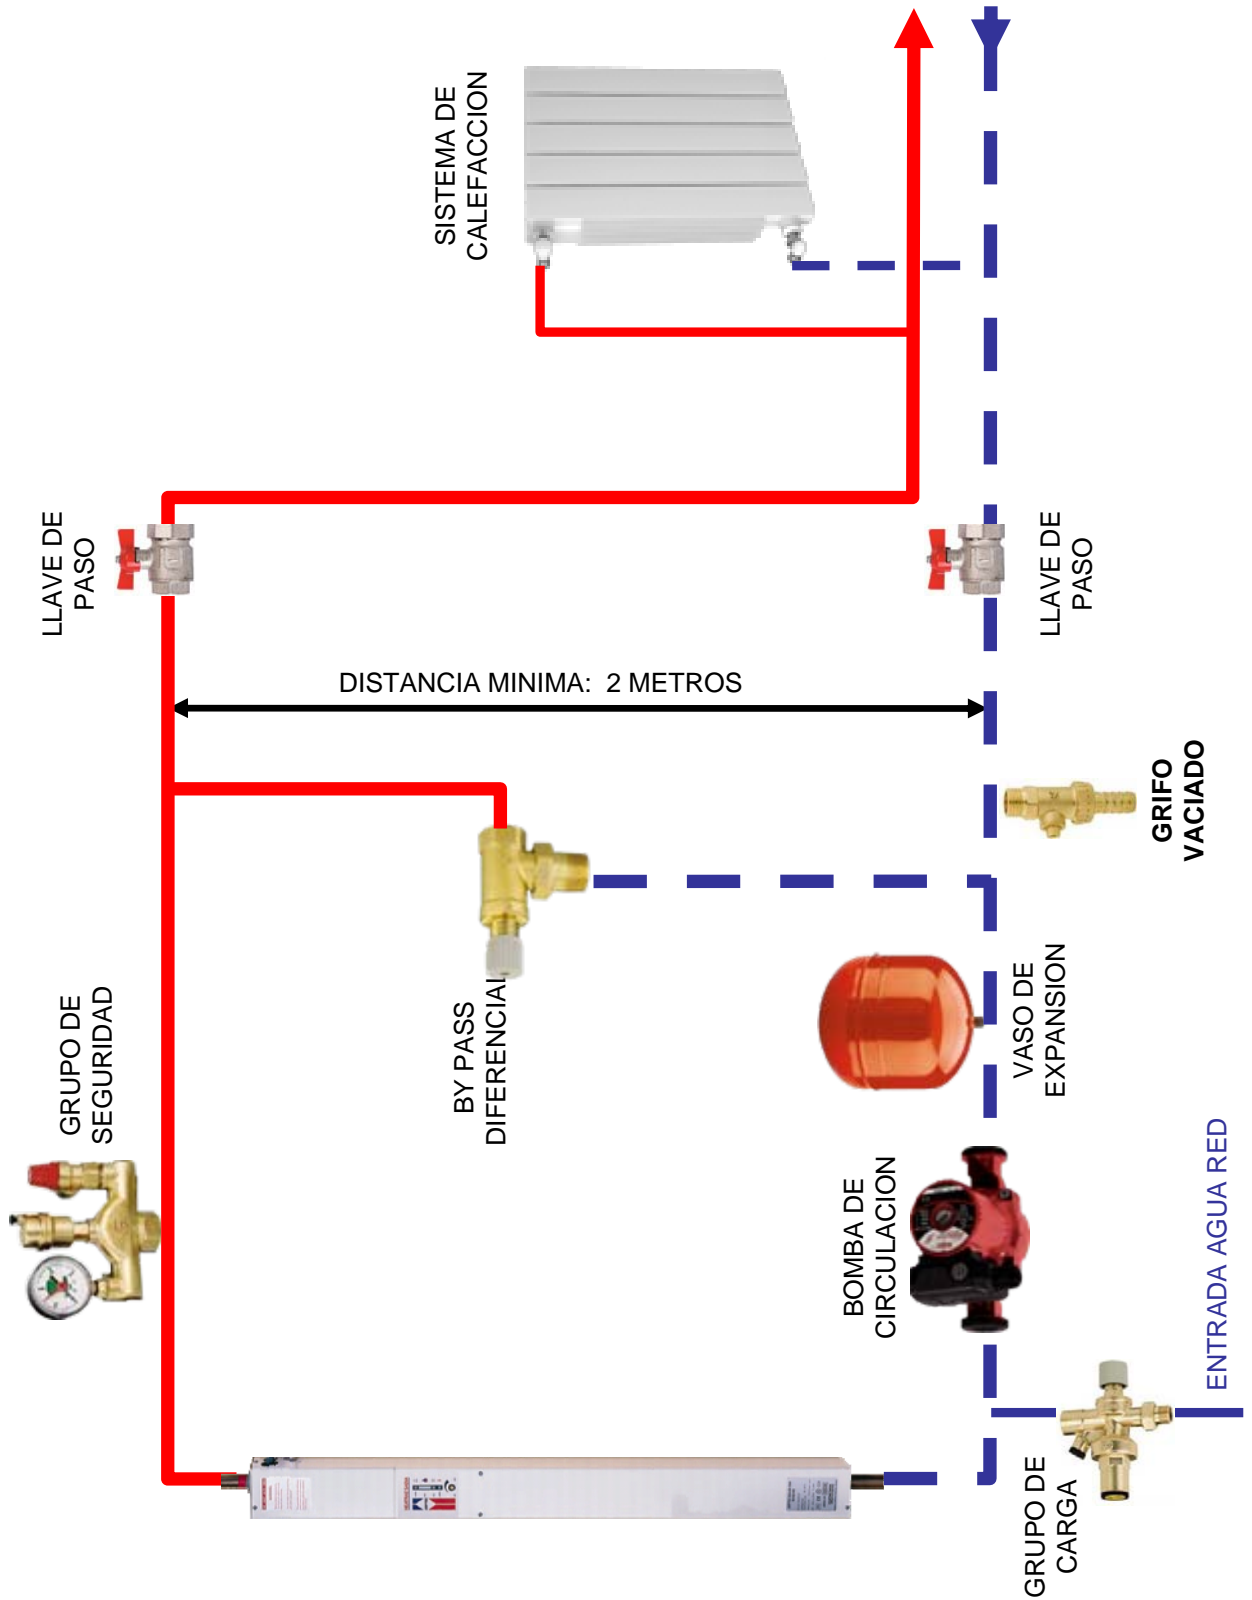 SISTEMA DE
CALEFACCION
LLAVE DE
PASO
LLAVE DE
PASO
DISTANCIA MINIMA: 2 METROS
GRIFO
VACIADO
GRUPO DE
SEGURIDAD
BY PASS
DIFERENCIAL
VASO DE
EXPANSION
BOMBA DE
CIRCULACION
ENTRADA AGUA RED
GRUPO DE
CARGA